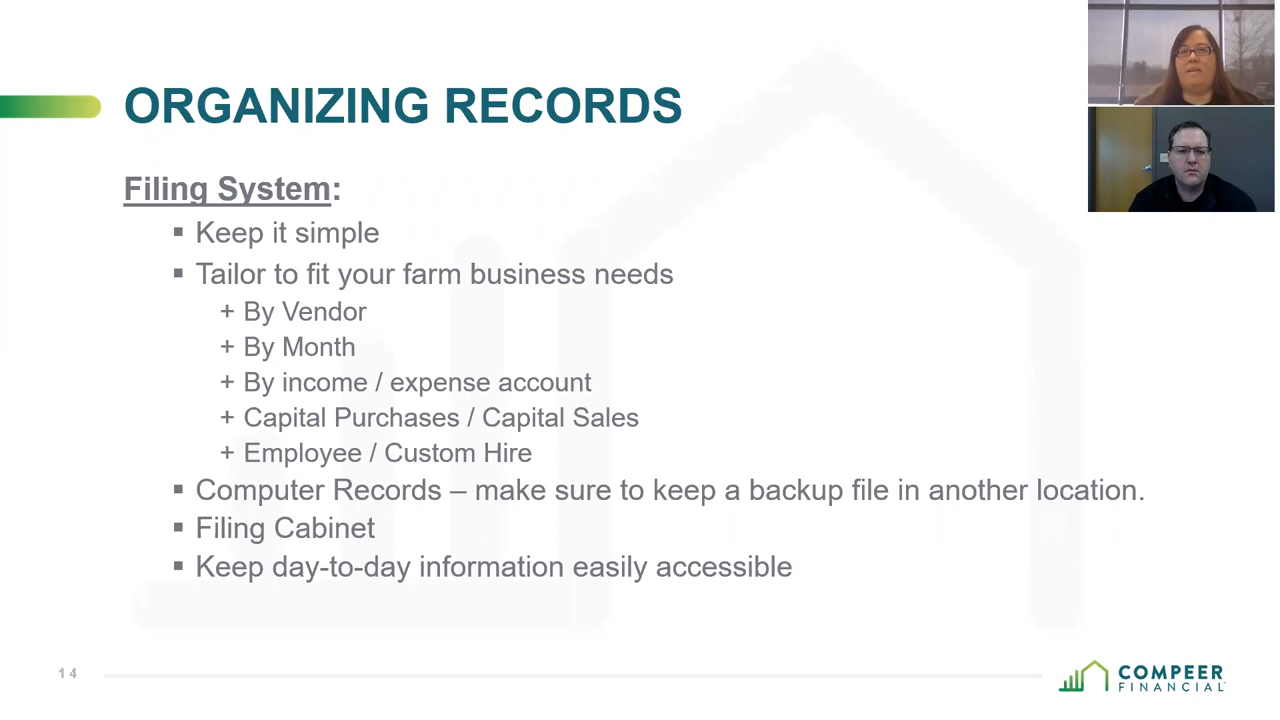 ORGANIZING RECORDS
Filing System:
▪ Keep it simple
▪ Tailor to fit your farm business needs
+ By Vendor
+ By Month
+ By income / expense account
+ Capital Purchases / Capital Sales
+ Employee / Custom Hire
▪ Computer Records – make sure to keep a backup file in another location.
▪ Filing Cabinet
▪ Keep day-to-day information easily accessible
14
COMPEER
FINANCIAL